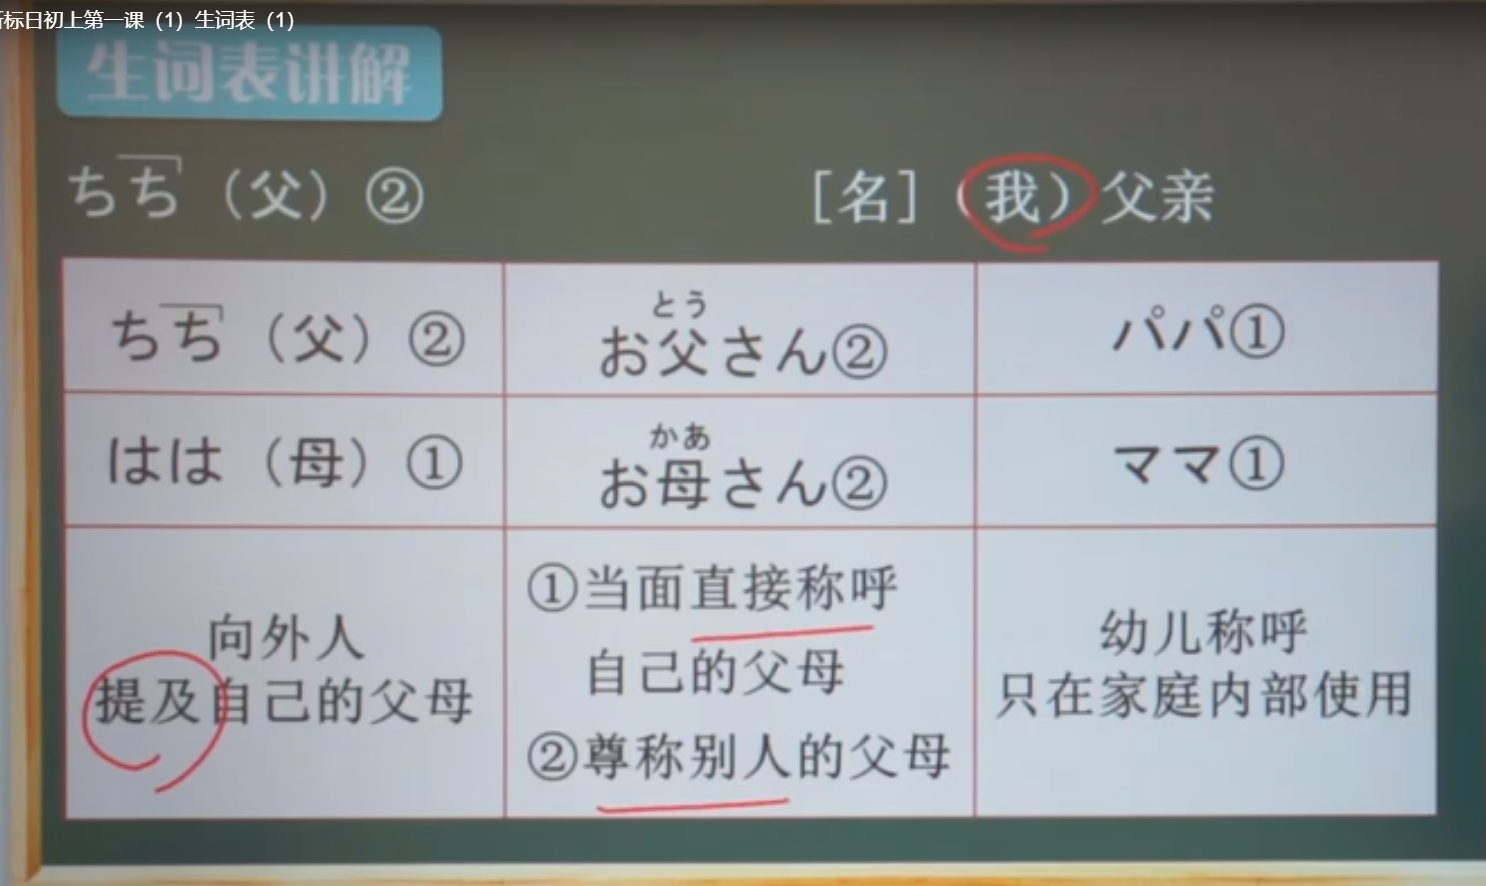 新标日初上第一课（1）生词表（1）
生词表讲解
ちち（父）②　［名］（我）父亲
ちち（父）②　お父さん②　パパ①
とう
はは（母）①　お母さん②　ママ①
かあ
向外人
提及自己的父母
①当面直接称呼
自己的父母
②尊称别人的父母
幼儿称呼
只在家庭内部使用